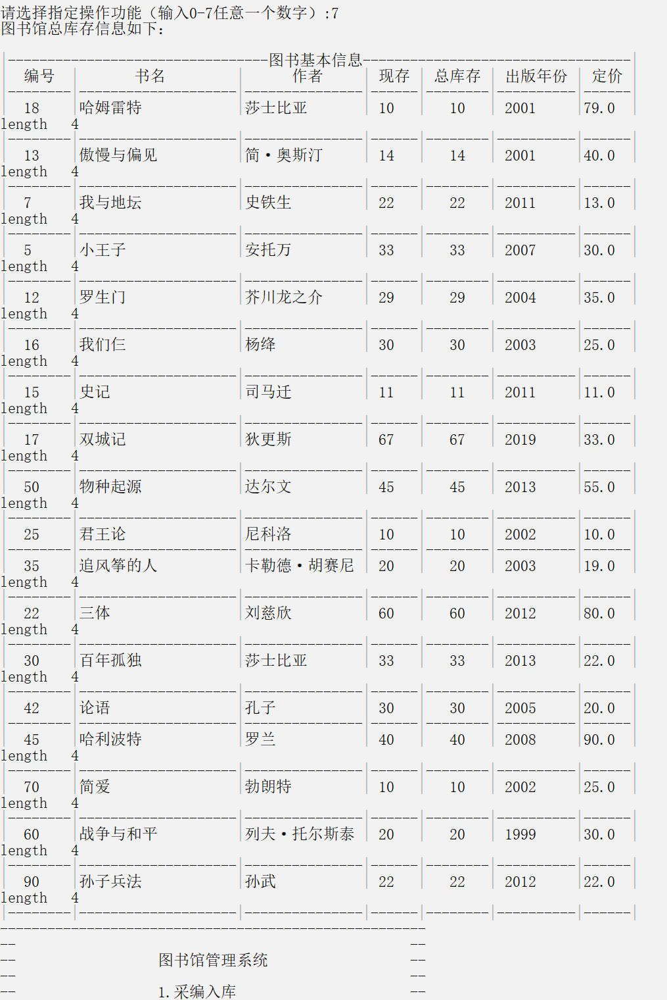 请选择指定操作功能（输入0-7任意一个数字）:7
图书馆总库存信息如下：
|---------------------------------图书基本信息----------------------------------|
|  编号  |       书名         |      作者     | 现存 | 总库存 | 出版年份 | 定价 |
|--------|--------------------|---------------|------|--------|----------|------|
|  18    |哈姆雷特            |莎士比亚       | 10   |   10   | 2001     |79.0  |
length   4
|--------|--------------------|---------------|------|--------|----------|------|
|  13    |傲慢与偏见          |简·奥斯汀      | 14   |   14   | 2001     |40.0  |
length   4
|--------|--------------------|---------------|------|--------|----------|------|
|  7     |我与地坛            |史铁生         | 22   |   22   | 2011     |13.0  |
length   4
|--------|--------------------|---------------|------|--------|----------|------|
|  5     |小王子              |安托万         | 33   |   33   | 2007     |30.0  |
length   4
|--------|--------------------|---------------|------|--------|----------|------|
|  12    |罗生门              |芥川龙之介     | 29   |   29   | 2004     |35.0  |
length   4
|--------|--------------------|---------------|------|--------|----------|------|
|  16    |我们仨              |杨绛           | 30   |   30   | 2003     |25.0  |
length   4
|--------|--------------------|---------------|------|--------|----------|------|
|  15    |史记                |司马迁         | 11   |   11   | 2011     |11.0  |
length   4
|--------|--------------------|---------------|------|--------|----------|------|
|  17    |双城记              |狄更斯         | 67   |   67   | 2019     |33.0  |
length   4
|--------|--------------------|---------------|------|--------|----------|------|
|  50    |物种起源            |达尔文         | 45   |   45   | 2013     |55.0  |
length   4
|--------|--------------------|---------------|------|--------|----------|------|
|  25    |君王论              |尼科洛         | 10   |   10   | 2002     |10.0  |
|--------|--------------------|---------------|------|--------|----------|------|
|  35    |追风筝的人          |卡勒德·胡赛尼  | 20   |   20   | 2003     |19.0  |
length   4
|--------|--------------------|---------------|------|--------|----------|------|
|  22    |三体                |刘慈欣         | 60   |   60   | 2012     |80.0  |
length   4
|--------|--------------------|---------------|------|--------|----------|------|
|  30    |百年孤独            |莎士比亚       | 33   |   33   | 2013     |22.0  |
length   4
|--------|--------------------|---------------|------|--------|----------|------|
|  42    |论语                |孔子           | 30   |   30   | 2005     |20.0  |
|--------|--------------------|---------------|------|--------|----------|------|
|  45    |哈利波特            |罗兰           | 40   |   40   | 2008     |90.0  |
length   4
|--------|--------------------|---------------|------|--------|----------|------|
|  70    |简爱                |勃朗特         | 10   |   10   | 2002     |25.0  |
length   4
|--------|--------------------|---------------|------|--------|----------|------|
|  60    |战争与和平          |列夫·托尔斯泰  | 20   |   20   | 1999     |30.0  |
length   4
|--------|--------------------|---------------|------|--------|----------|------|
|  90    |孙子兵法            |孙武           | 22   |   22   | 2012     |22.0  |
length   4
|--------|--------------------|---------------|------|--------|----------|------|
------------------------------------------------------
--                                                  --
--                  图书馆管理系统                  --
--                                                  --
--                  1.采编入库                      --